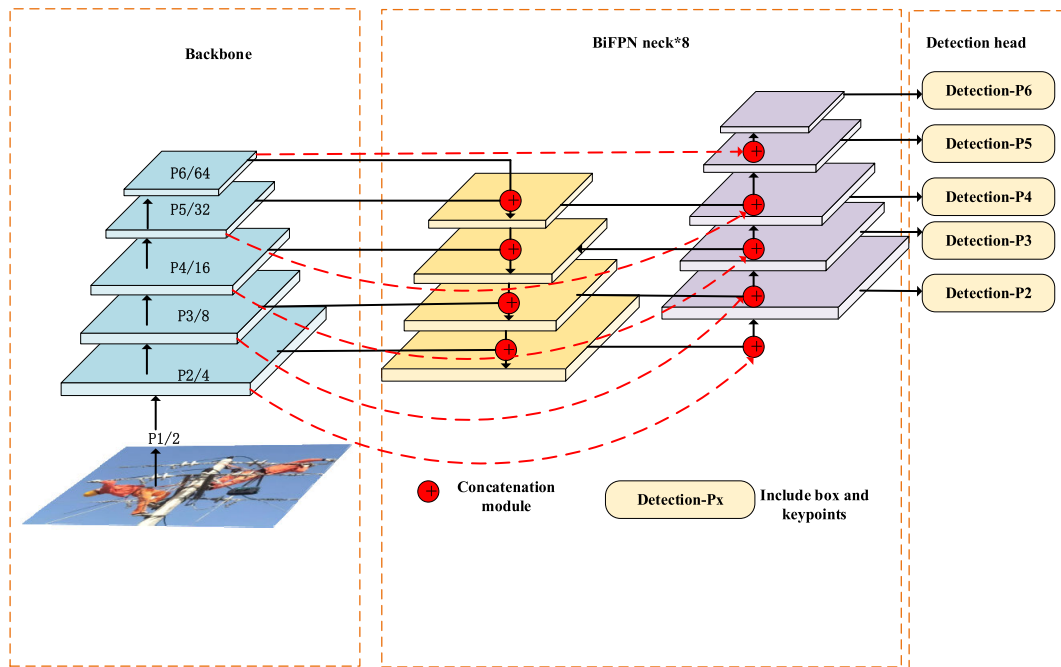 Backbone
BiFPN neck*8
Detection head
P6/64
P5/32
P4/16
P3/8
P2/4
P1/2
Detection-P6
Detection-P5
Detection-P4
Detection-P3
Detection-P2
Concatenation
module
Detection-Px
Include box and
keypoints